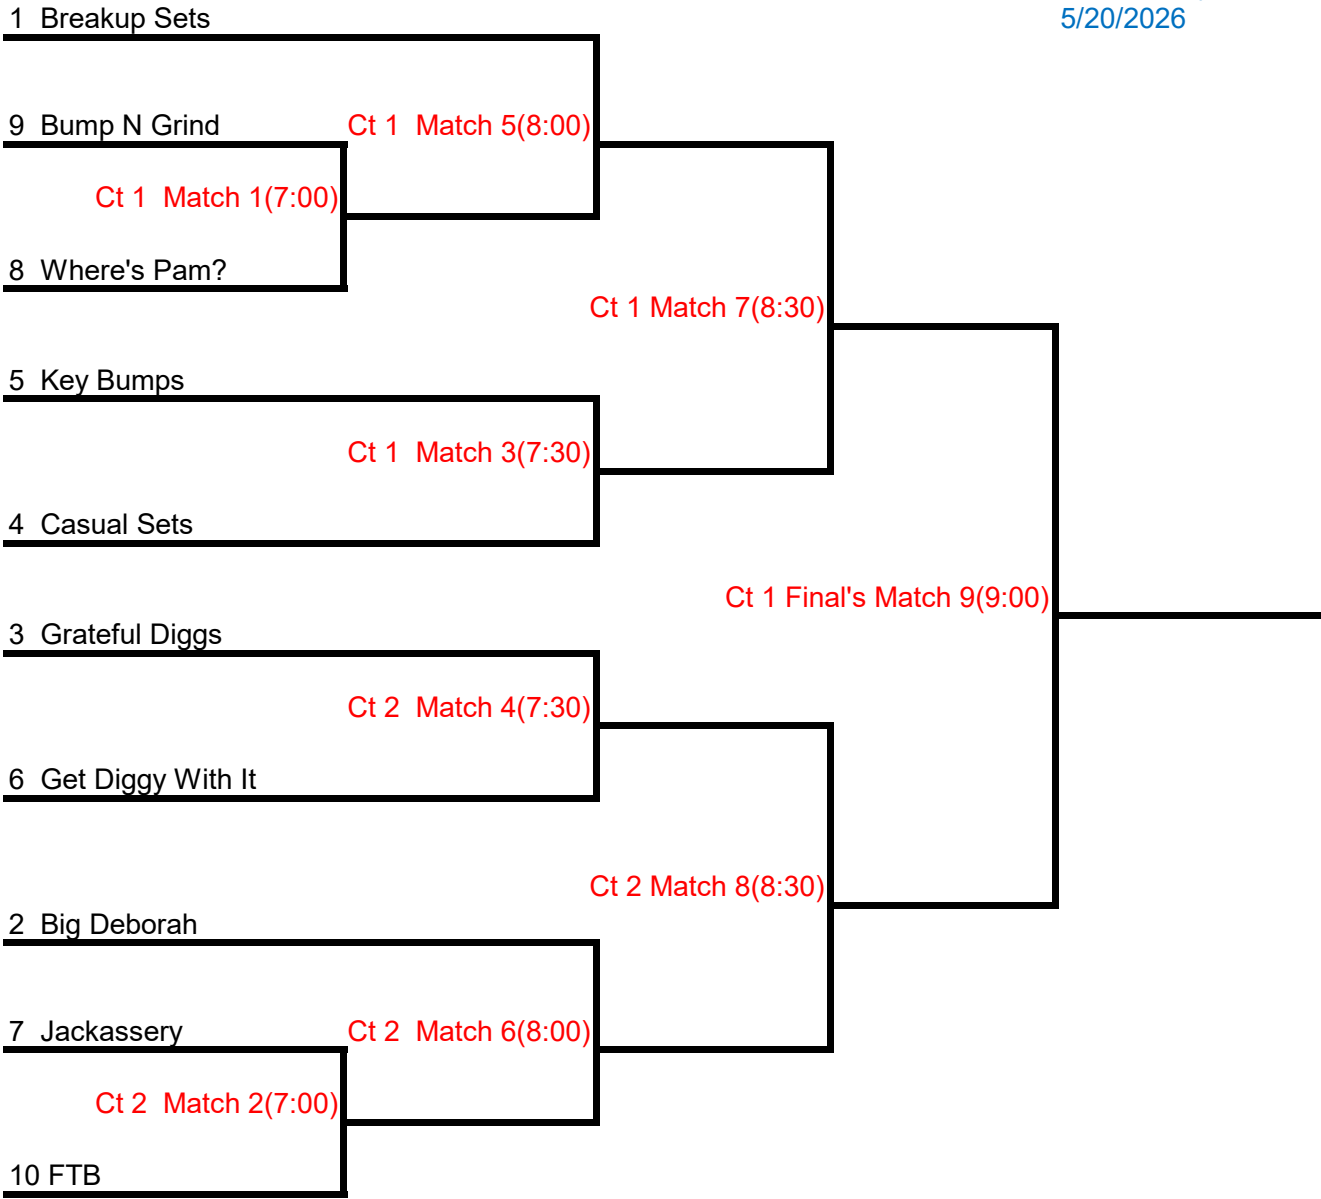 1 Breakup Sets
5/20/2026
9 Bump N Grind
Ct 1 Match 5(8:00)
Ct 1 Match 1(7:00)
8 Where's Pam?
Ct 1 Match 7(8:30)
5 Key Bumps
Ct 1 Match 3(7:30)
4 Casual Sets
Ct 1 Final's Match 9(9:00)
3 Grateful Diggs
Ct 2 Match 4(7:30)
6 Get Diggy With It
Ct 2 Match 8(8:30)
2 Big Deborah
7 Jackassery
Ct 2 Match 6(8:00)
Ct 2 Match 2(7:00)
10 FTB